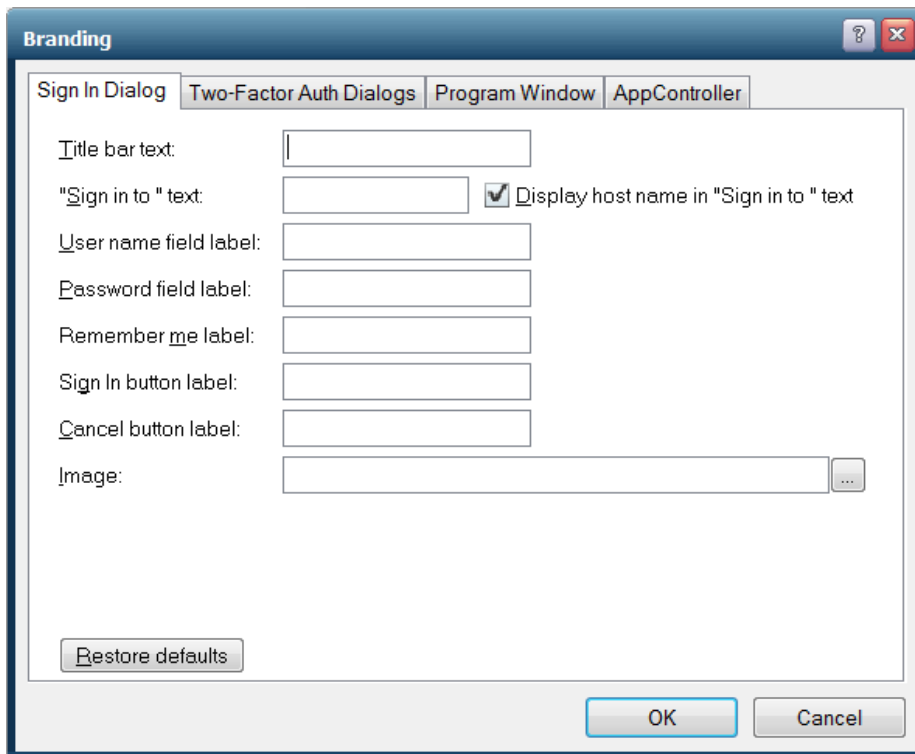 Branding
?
Sign In Dialog Two-Factor Auth Dialogs Program Window AppController
Title bar text:
"Sign in to " text: Display host name in "Sign in to " text
User name field label:
Password field label:
Remember me label:
Sign In button label:
Cancel button label:
Image: ...
Restore defaults
OK Cancel